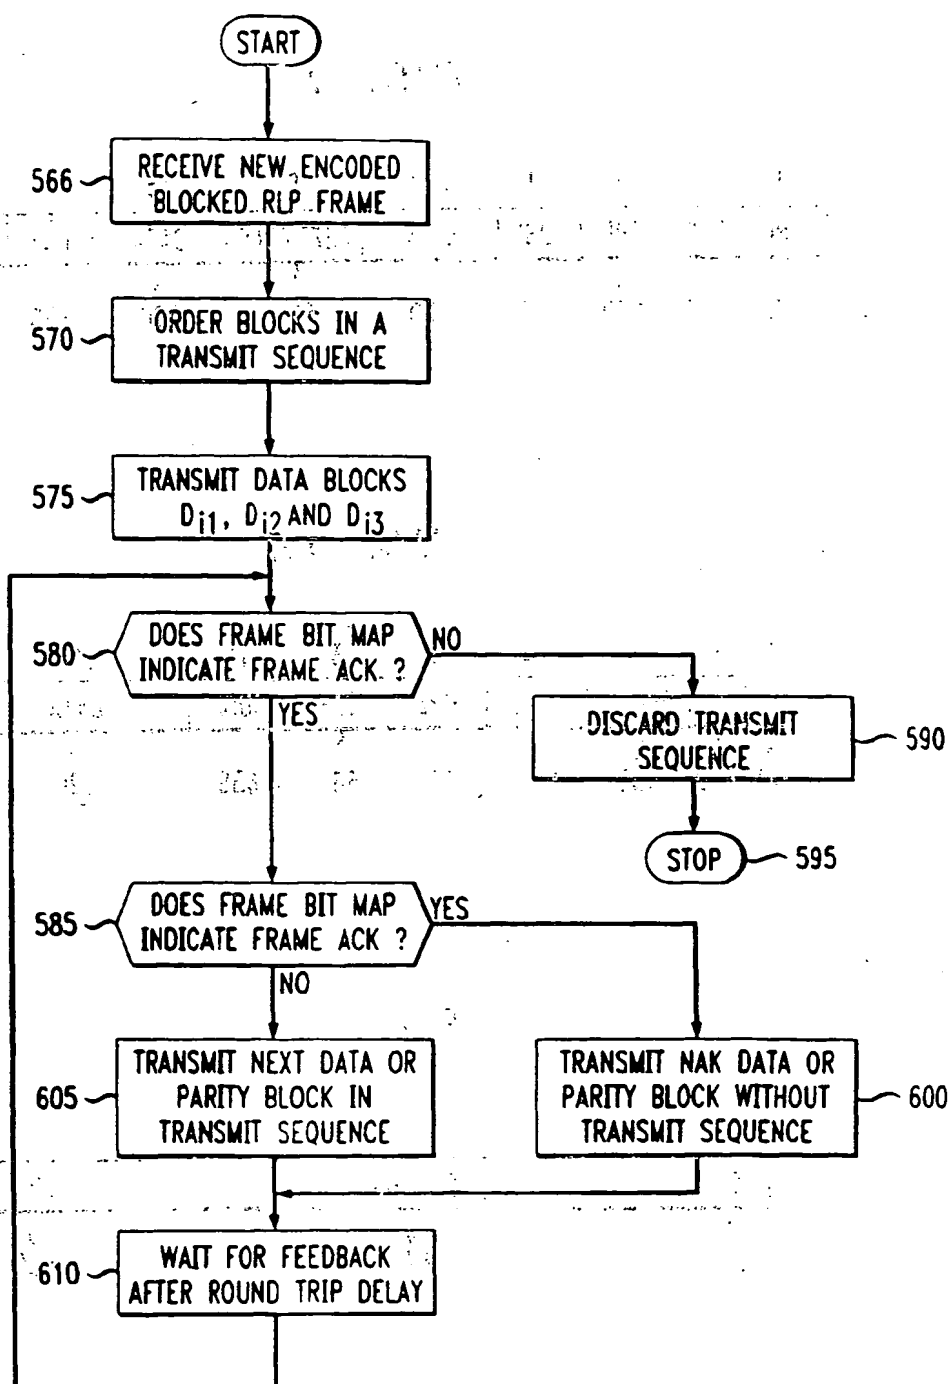 START
566
RECEIVE NEW ENCODED
BLOCKED RLP FRAME
570
ORDER BLOCKS IN A
TRANSMIT SEQUENCE
575
TRANSMIT DATA BLOCKS
Di1, Di2 AND Di3
580
DOES FRAME BIT MAP
INDICATE FRAME ACK ?
NO
YES
DISCARD TRANSMIT
SEQUENCE
590
STOP
595
585
DOES FRAME BIT MAP
INDICATE FRAME ACK ?
YES
NO
605
TRANSMIT NEXT DATA OR
PARITY BLOCK IN
TRANSMIT SEQUENCE
TRANSMIT NAK DATA OR
PARITY BLOCK WITHOUT
TRANSMIT SEQUENCE
600
610
WAIT FOR FEEDBACK
AFTER ROUND TRIP DELAY